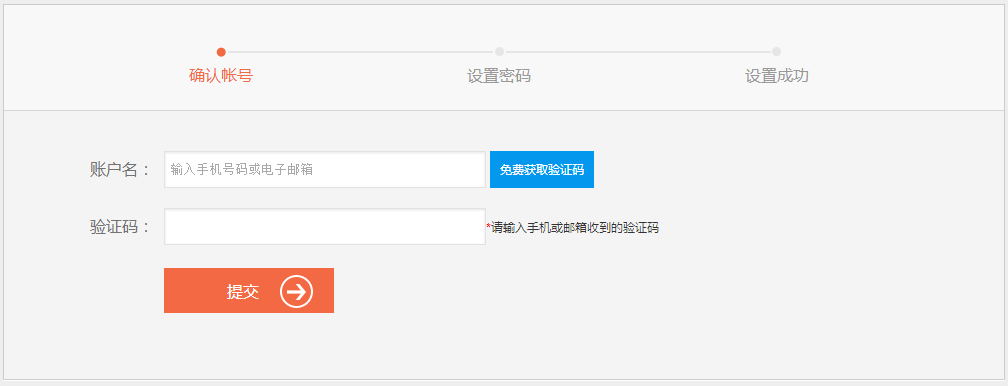 确认帐号
设置密码
设置成功
账户名：
输入手机号码或电子邮箱
免费获取验证码
验证码：
*请输入手机或邮箱收到的验证码
提交